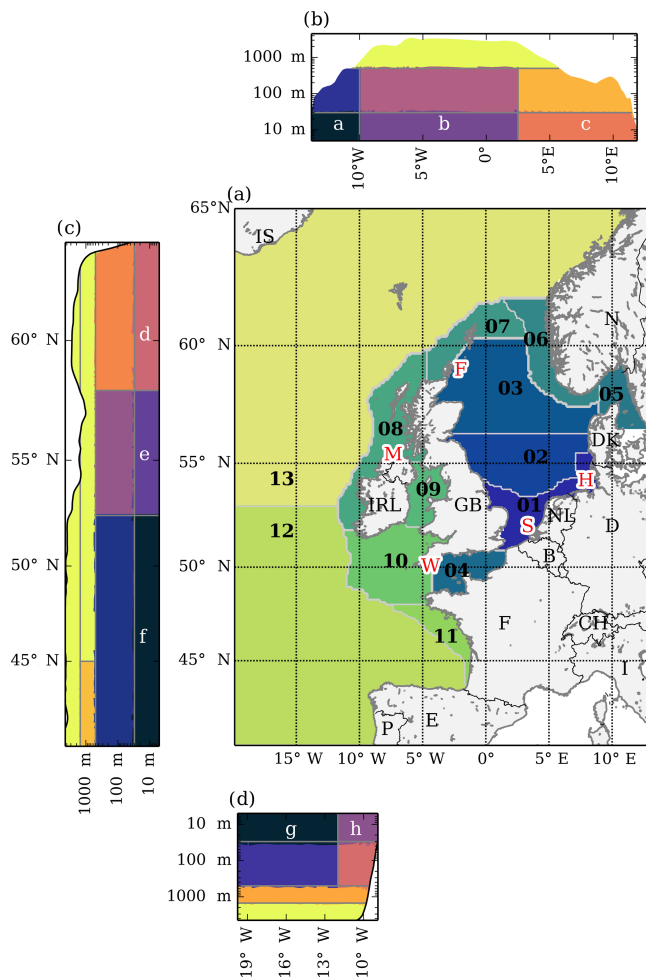 (b)
1000 m
100 m
10 m
a b c
10°W 5°W 0° 5°E 10°E
(c)
60° N
55° N
50° N
45° N
d
e
f
1000 m 100 m 10 m
(a)
65°N
60° N
55° N
50° N
45° N
IS
N
07
06
F
03
05
08
DK
M
02
13
H
09
IRL
GB
01
NL
D
12
S
B
10
W
04
F
CH
11
I
P
E
15° W 10° W 5° W 0° 5° E 10° E
(d)
10 m
100 m
1000 m
g h
19° W 16° W 13° W 10° W